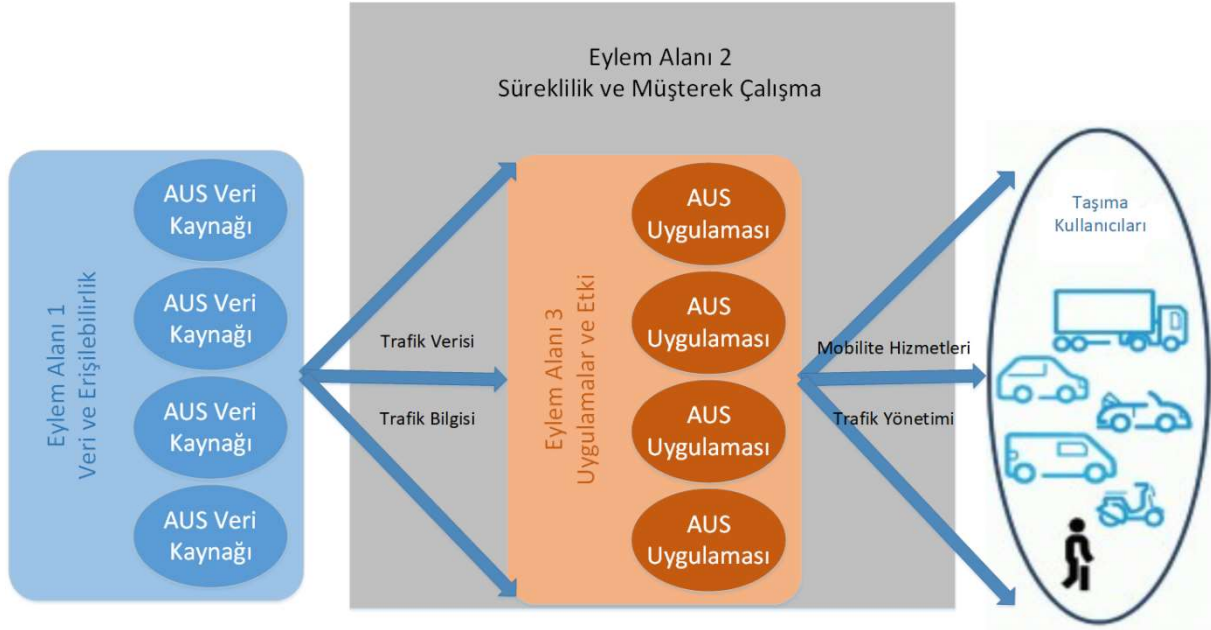 Eylem Alanı 2
Süreklilik ve Müşterek Çalışma
Eylem Alanı 1
Veri ve Erişilebilirlik
AUS Veri
Kaynağı
AUS Veri
Kaynağı
AUS Veri
Kaynağı
AUS Veri
Kaynağı
Trafik Verisi
Trafik Bilgisi
Eylem Alanı 3
Uygulamalar ve Etki
AUS
Uygulaması
AUS
Uygulaması
AUS
Uygulaması
AUS
Uygulaması
Mobilite Hizmetleri
Trafik Yönetimi
Taşıma
Kullanıcıları